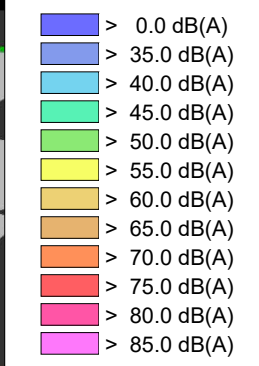 > 0.0 dB(A)
> 35.0 dB(A)
> 40.0 dB(A)
> 45.0 dB(A)
> 50.0 dB(A)
> 55.0 dB(A)
> 60.0 dB(A)
> 65.0 dB(A)
> 70.0 dB(A)
> 75.0 dB(A)
> 80.0 dB(A)
> 85.0 dB(A)